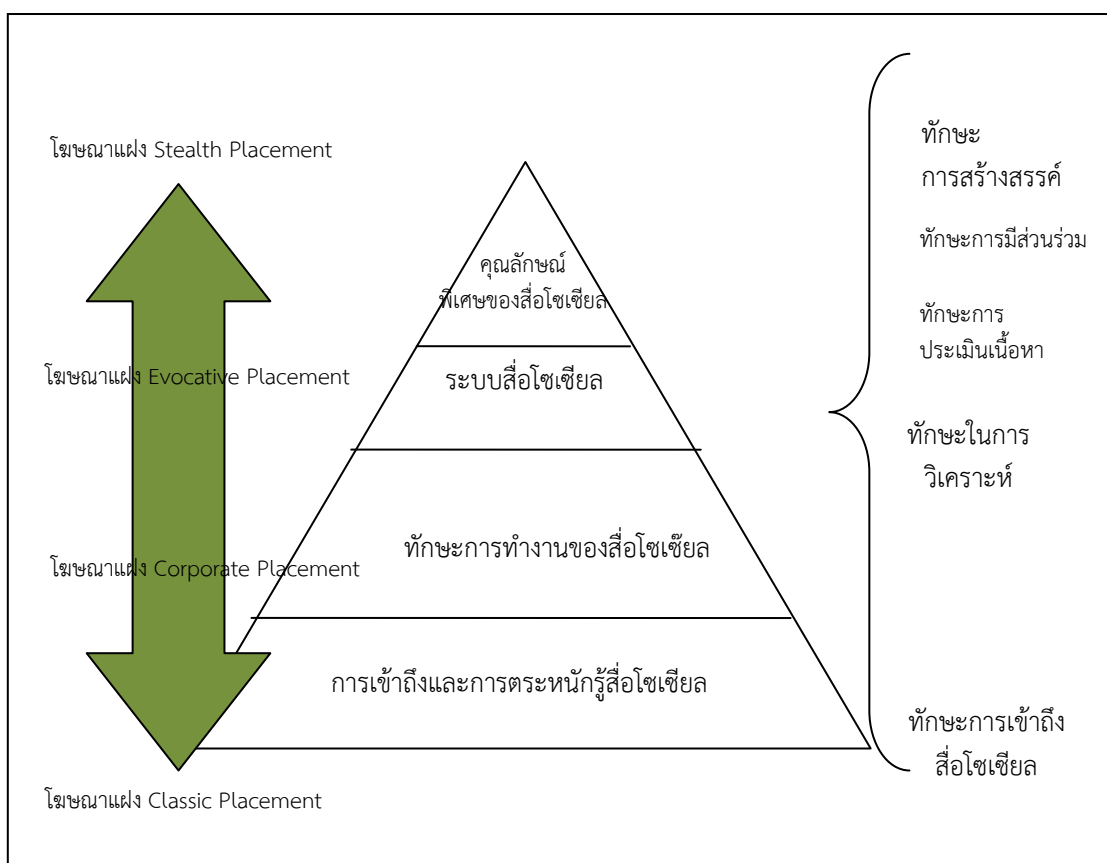 โฆษณาแฝง Stealth Placement
โฆษณาแฝง Evocative Placement
โฆษณาแฝง Corporate Placement
โฆษณาแฝง Classic Placement
คุณลักษณ์
พิเศษของสื่อโซเซียล
ระบบสื่อโซเซียล
ทักษะการทำงานของสื่อโซเซ๊ยล
การเข้าถึงและการตระหนักรู้สื่อโซเซียล
ทักษะ
การสร้างสรรค์
ทักษะการมีส่วนร่วม
ทักษะการ
ประเมินเนื้อหา
ทักษะในการ
วิเคราะห์
ทักษะการเข้าถึง
สื่อโซเซียล